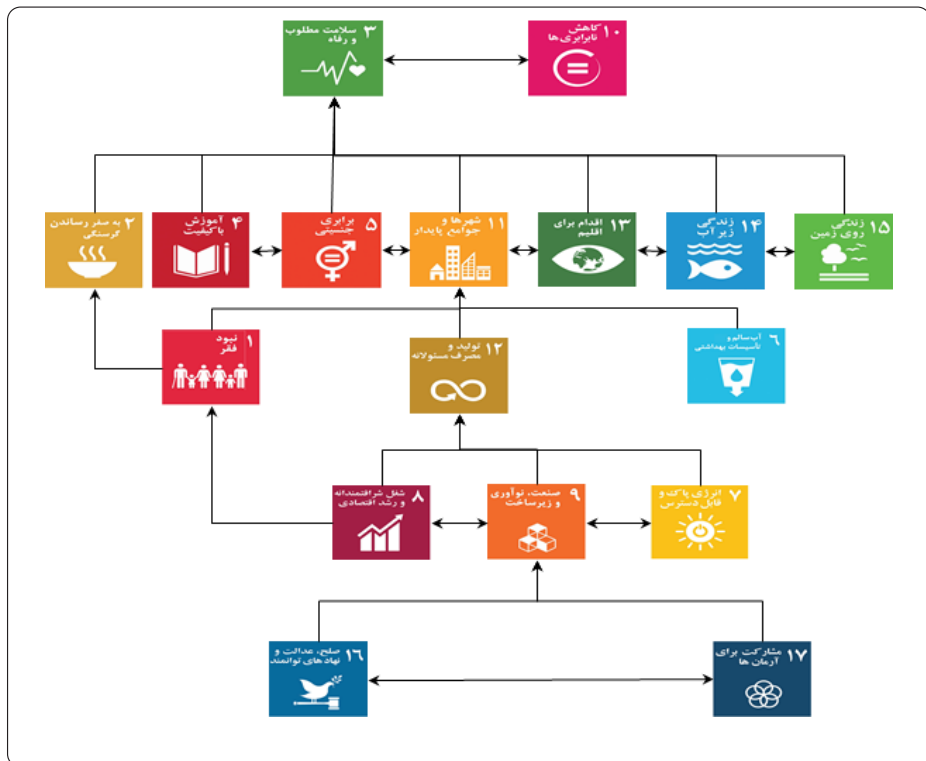 ۳ سلامت مطلوب
و رفاه
۱۰ کاهش
نابرابری‌ها
۲ به صفر رساندن
گرسنگی
۴ آموزش
باکیفیت
۵ برابری
جنسیتی
۱۱ شهرها و
جوامع پایدار
۱۳ اقدام برای
اقلیم
۱۴ زندگی
زیر آب
۱۵ زندگی
روی زمین
۱ نبود
فقر
۱۲ تولید و
مصرف مسئولانه
۶ آب سالم و
تأسیسات بهداشتی
۸ شغل شرافتمندانه
و رشد اقتصادی
۹ صنعت، نوآوری
و زیرساخت
۷ انرژی پاک و
قابل دسترس
۱۶ صلح، عدالت و
نهادهای توانمند
۱۷ مشارکت برای
آرمان ها